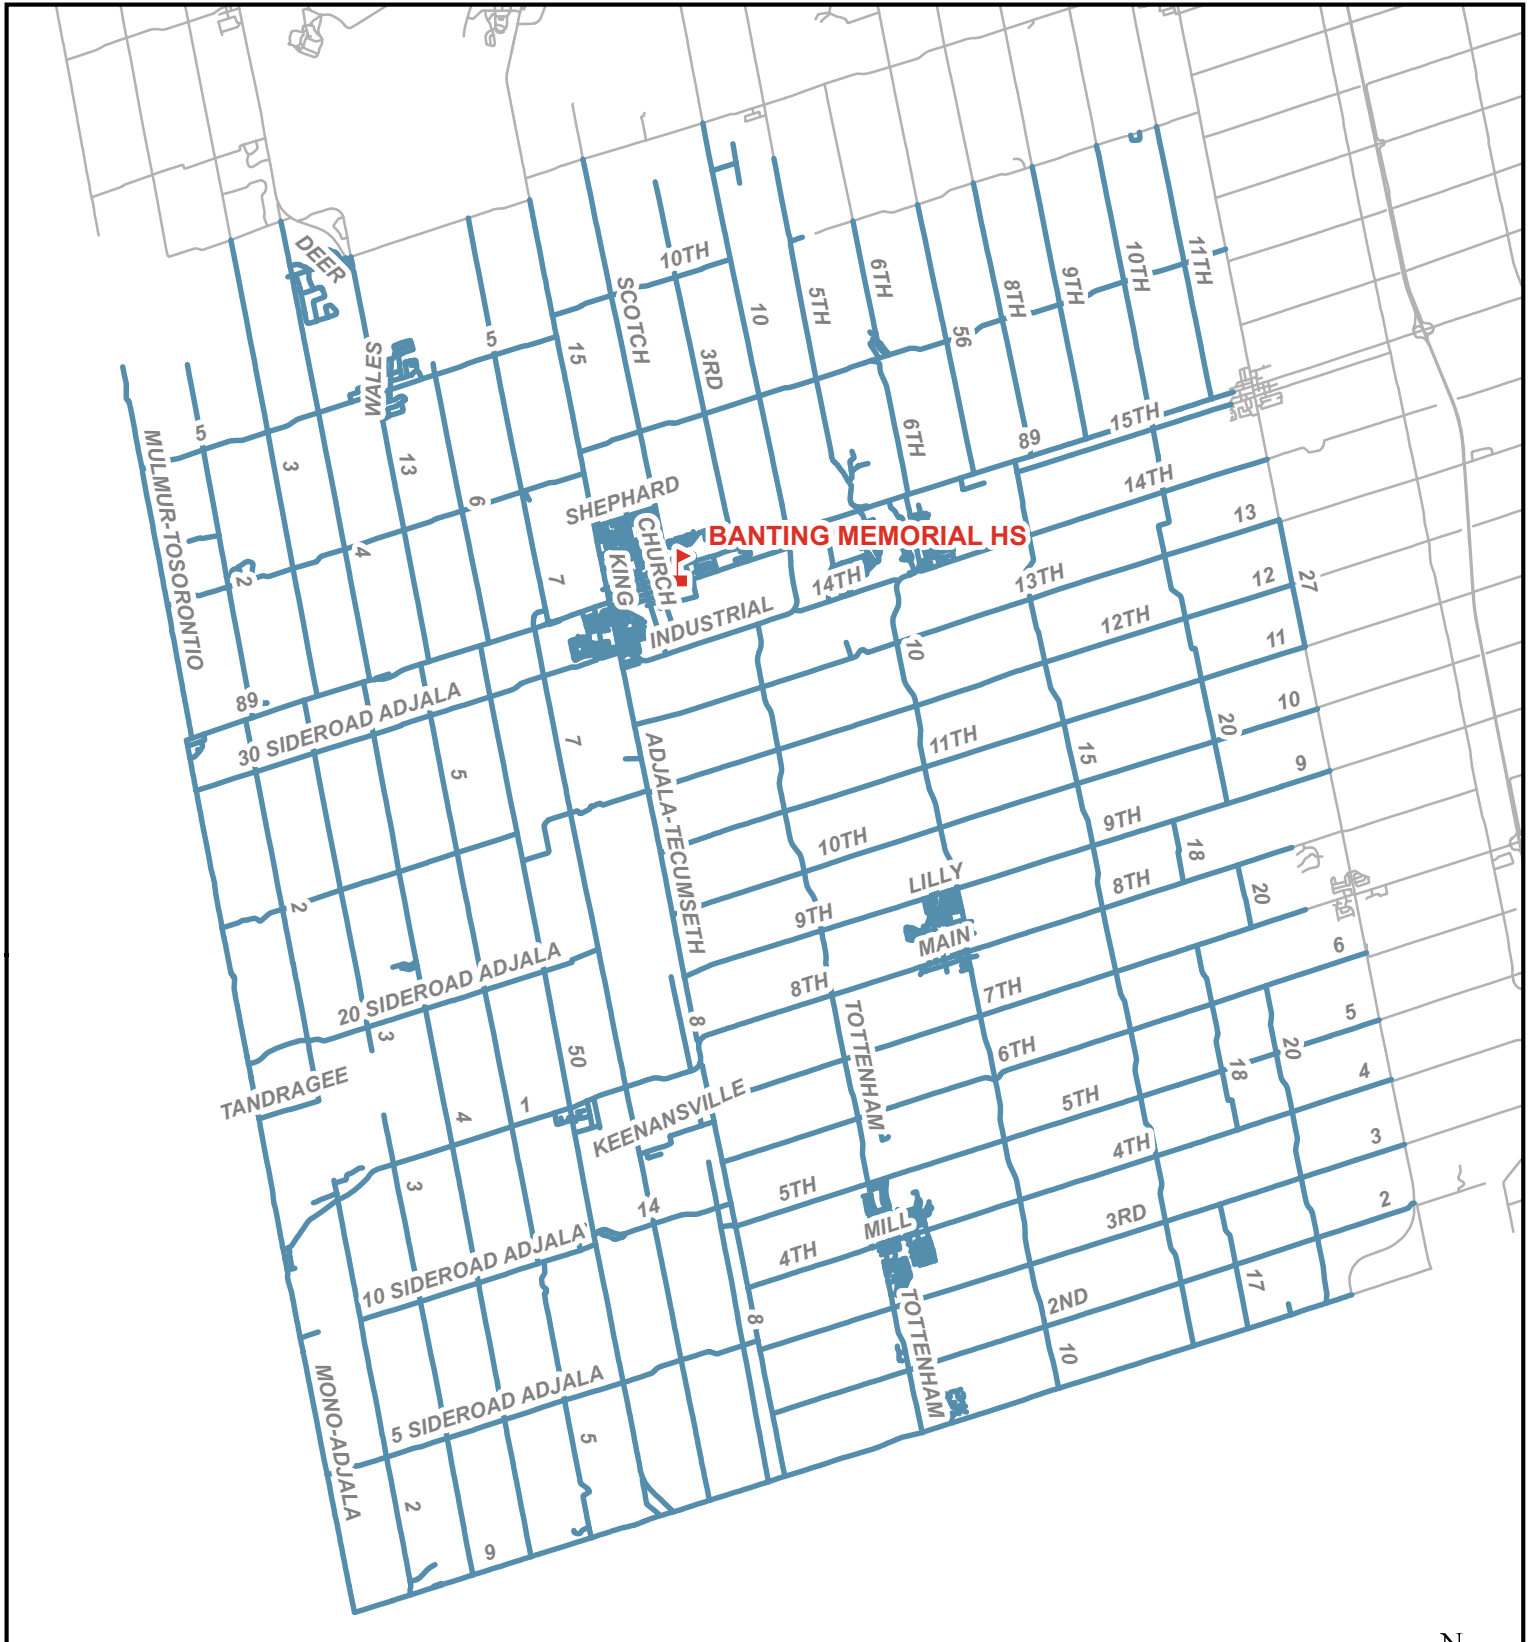 DEER
10TH
SCOTCH
15
5
WALES
3RD
10
5TH
6TH
56
8TH
9TH
10TH
11TH
MULMUR-TOSORONTIO
5
3
13
6
6TH
89
15TH
14TH
13
SHEPHARD
CHURCH
KING
BANTING MEMORIAL HS
4
2
7
14TH
INDUSTRIAL
13TH
12
27
12TH
11
10
89
30 SIDEROAD ADJALA
7
5
ADJALA-TECUMSETH
11TH
15
20
10
9
10TH
9TH
18
LILLY
8TH
20
2
9TH
MAIN
20 SIDEROAD ADJALA
3
8TH
7TH
6
8
TOTTENHAM
6TH
5
20
18
4
TANDRAGEE
50
1
4
KEENANSVILLE
5TH
4TH
3
3
14
5TH
MILL
3RD
2
10 SIDEROAD ADJALA
4TH
17
2ND
8
TOTTENHAM
10
MONO-ADJALA
5 SIDEROAD ADJALA
5
2
9
N